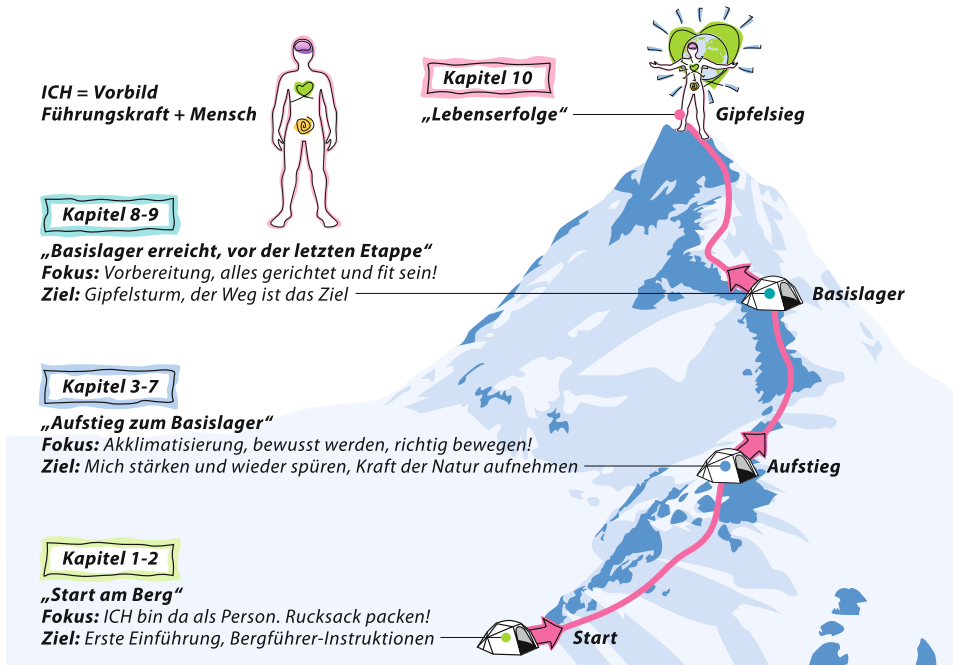 ICH = Vorbild
Führungskraft + Mensch
Kapitel 10
„Lebenserfolge“
Gipfelsieg
Kapitel 8-9
„Basislager erreicht, vor der letzten Etappe“
Fokus: Vorbereitung, alles gerichtet und fit sein!
Ziel: Gipfelsturm, der Weg ist das Ziel
Basislager
Kapitel 3-7
„Aufstieg zum Basislager“
Fokus: Akklimatisierung, bewusst werden, richtig bewegen!
Ziel: Mich stärken und wieder spüren, Kraft der Natur aufnehmen
Aufstieg
Kapitel 1-2
„Start am Berg“
Fokus: ICH bin da als Person. Rucksack packen!
Ziel: Erste Einführung, Bergführer-Instruktionen
Start